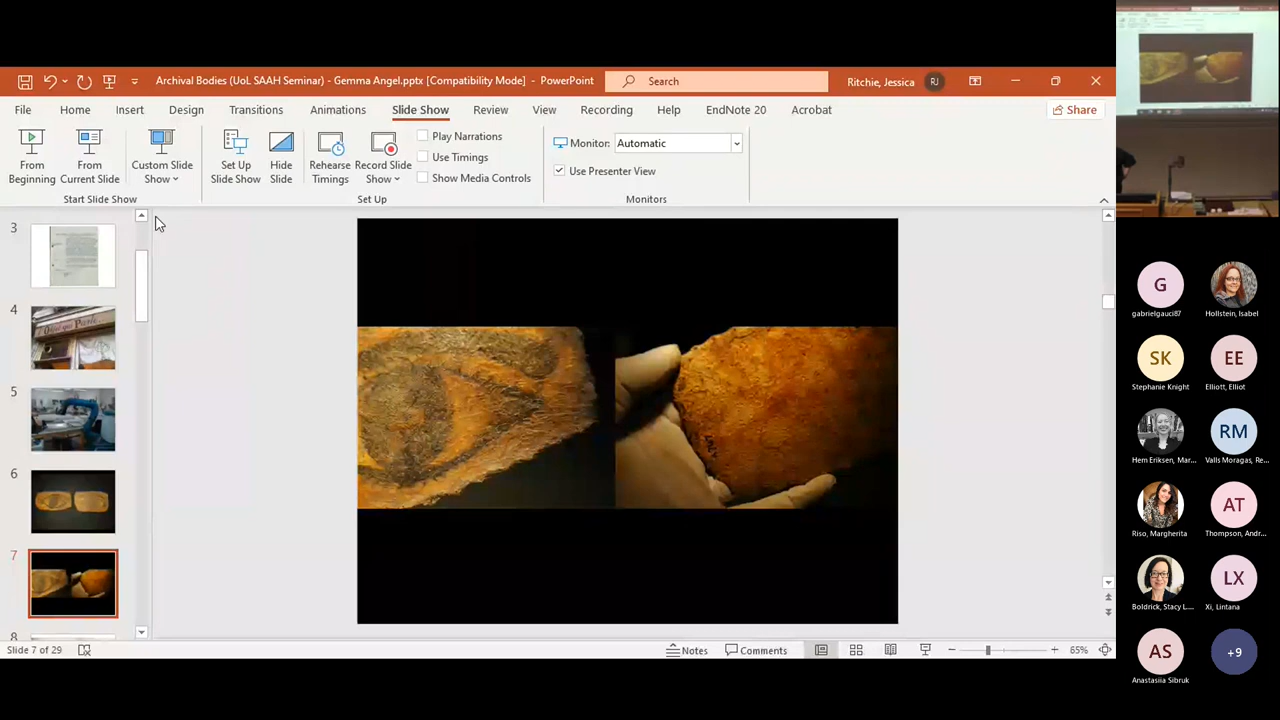 Archival Bodies (UoL SAAH Seminar) - Gemma Angel.pptx [Compatibility Mode] - PowerPoint
Search
Ritchie, Jessica
RJ
File
Home
Insert
Design
Transitions
Animations
Slide Show
Review
View
Recording
Help
EndNote 20
Acrobat
Share
From Beginning
From Current Slide
Custom Slide Show
Start Slide Show
Set Up Slide Show
Hide Slide
Rehearse Timings
Record Slide Show
Play Narrations
Use Timings
Show Media Controls
Set Up
Monitor:
Automatic
Use Presenter View
Monitors
3
4
5
6
7
8
Slide 7 of 29
Notes
Comments
65%
G
gabrielgauci87
Hollstein, Isabel
SK
Stephanie Knight
EE
Elliott, Elliot
Hem Eriksen, Mar...
RM
Valls Moragas, Re...
Riso, Margherita
AT
Thompson, Andr...
Boldrick, Stacy L...
LX
Xi, Lintana
AS
Anastasiia Sibruk
+9